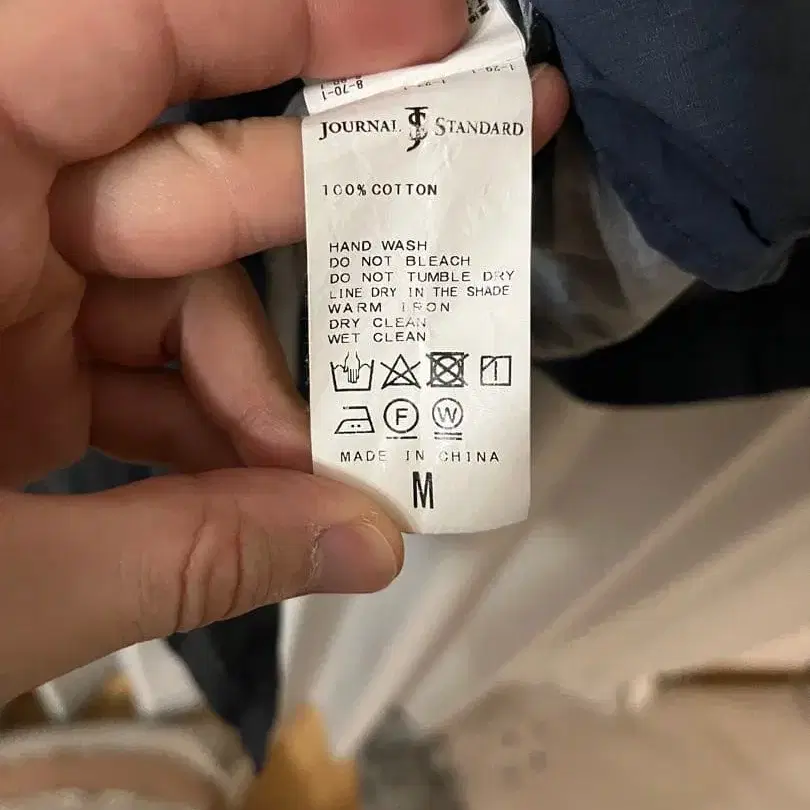 JOURNAL JS STANDARD
100% COTTON
HAND WASH
DO NOT BLEACH
DO NOT TUMBLE DRY
LINE DRY IN THE SHADE
WARM IRON
DRY CLEAN
WET CLEAN
F W
MADE IN CHINA
M